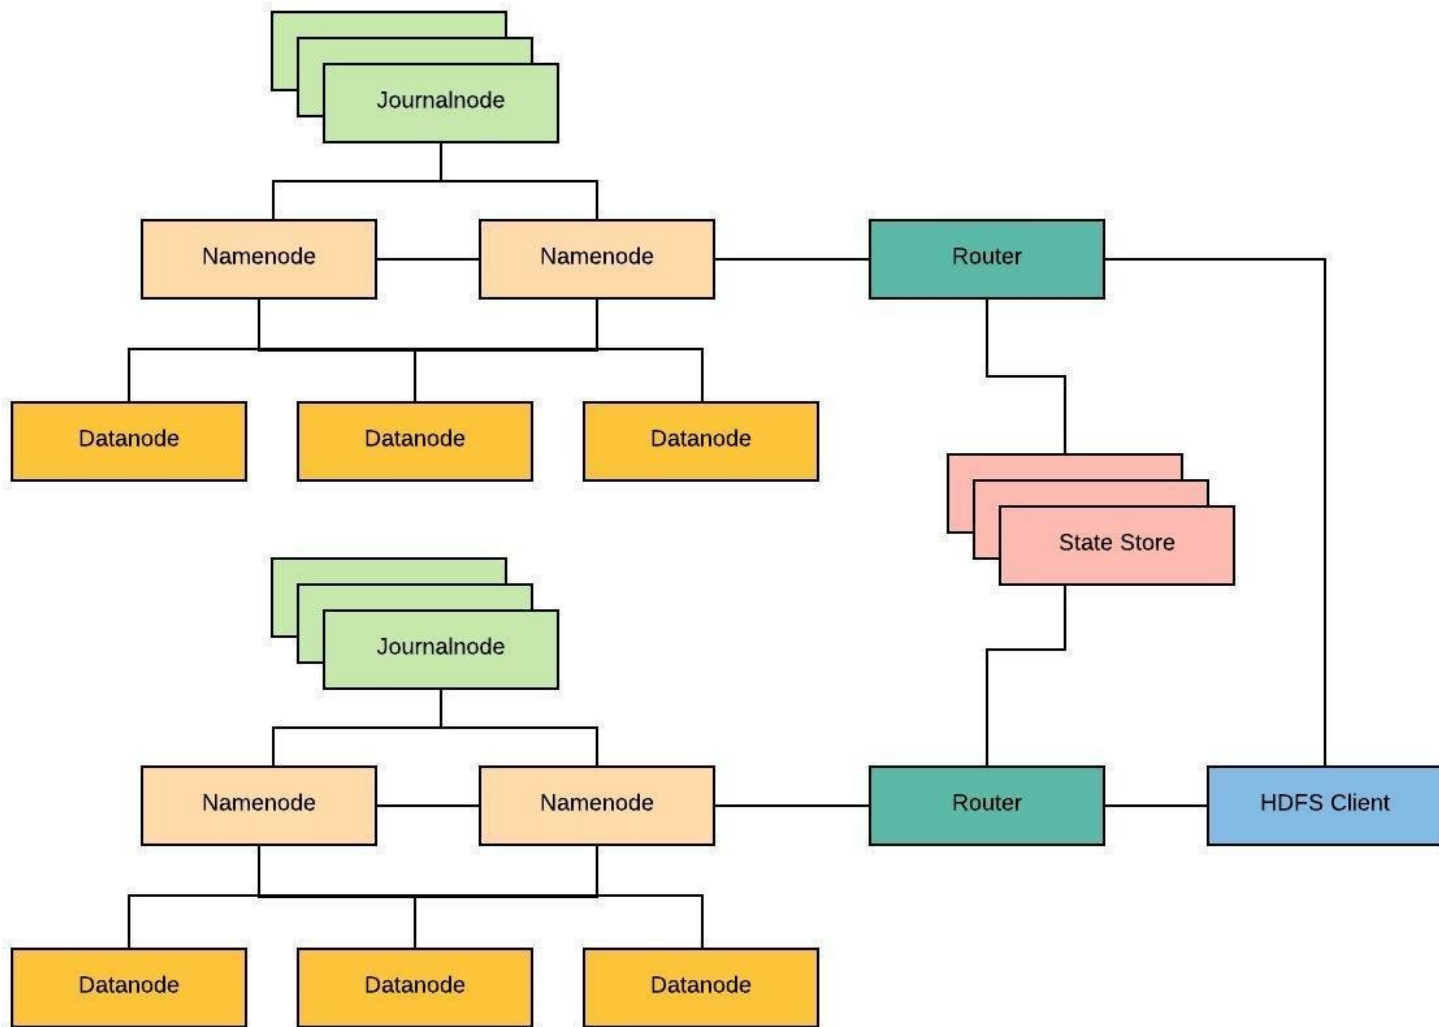 Journalnode
Namenode
Namenode
Router
Datanode
Datanode
Datanode
State Store
Journalnode
Namenode
Namenode
Router
HDFS Client
Datanode
Datanode
Datanode